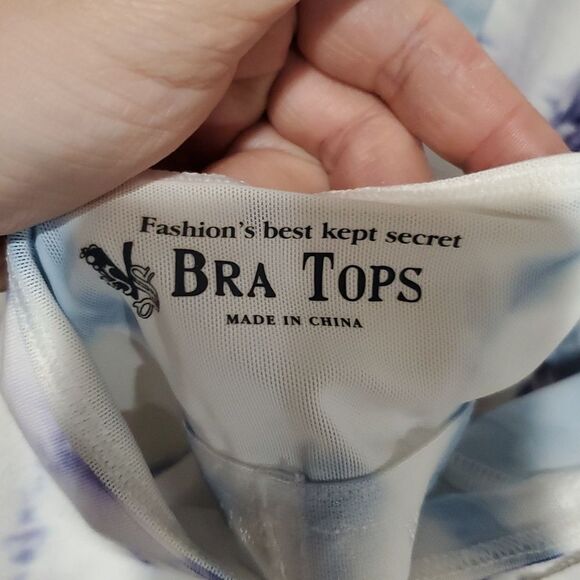 Fashion's best kept secret
BRA TOPS
MADE IN CHINA